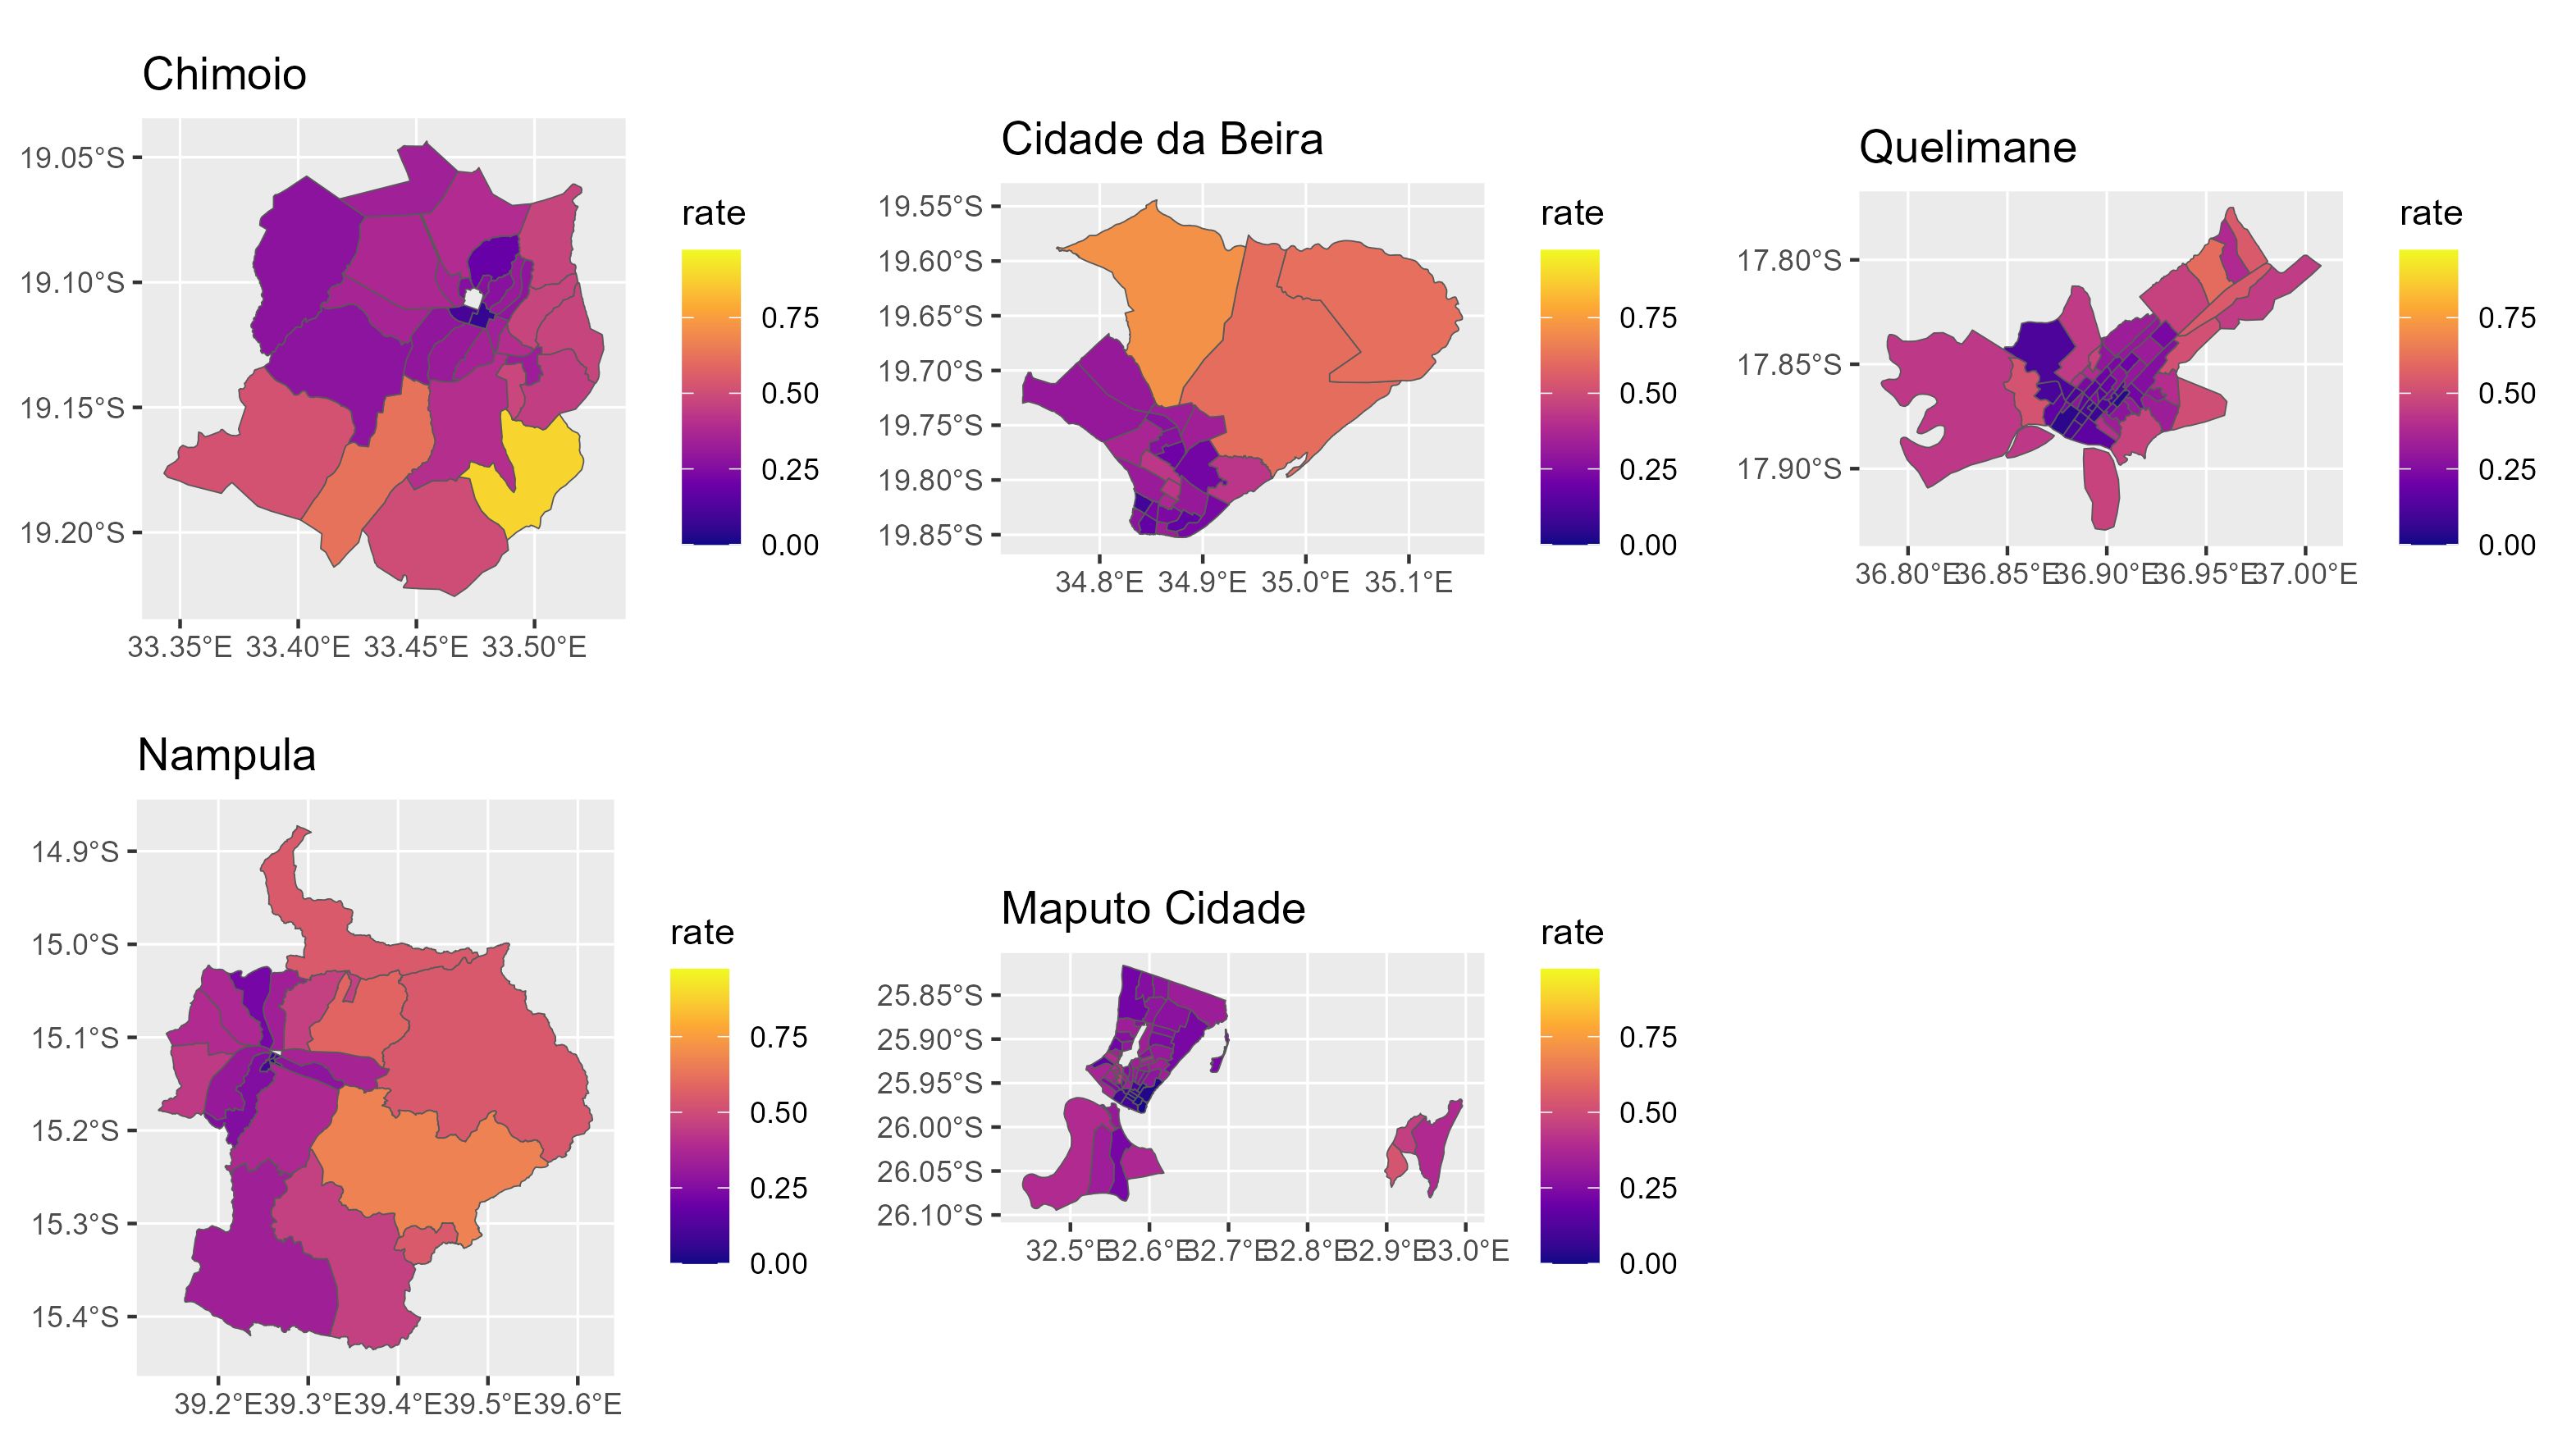 Chimoio
19.05°S
19.10°S
19.15°S
19.20°S
33.35°E 33.40°E 33.45°E 33.50°E
rate
0.75
0.50
0.25
0.00
Cidade da Beira
19.55°S
19.60°S
19.65°S
19.70°S
19.75°S
19.80°S
19.85°S
34.8°E 34.9°E 35.0°E 35.1°E
rate
0.75
0.50
0.25
0.00
Quelimane
17.80°S
17.85°S
17.90°S
36.80°E 36.85°E 36.90°E 36.95°E 37.00°E
rate
0.75
0.50
0.25
0.00
Nampula
14.9°S
15.0°S
15.1°S
15.2°S
15.3°S
15.4°S
39.2°E 39.3°E 39.4°E 39.5°E 39.6°E
rate
0.75
0.50
0.25
0.00
Maputo Cidade
25.85°S
25.90°S
25.95°S
26.00°S
26.05°S
26.10°S
32.5°E 32.6°E 32.7°E 32.8°E 32.9°E 33.0°E
rate
0.75
0.50
0.25
0.00